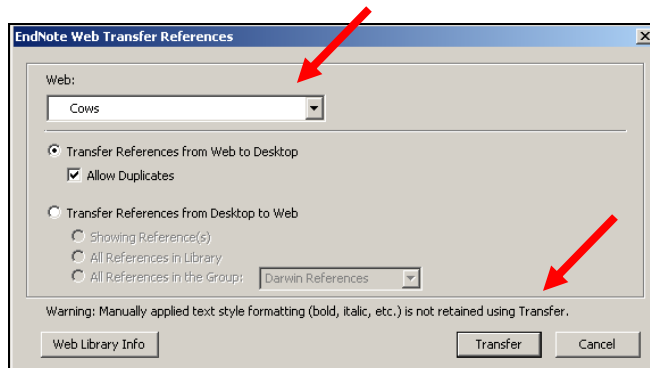 EndNote Web Transfer References
Web:
Cows
Transfer References from Web to Desktop
Allow Duplicates
Transfer References from Desktop to Web
Showing Reference(s)
All References in Library
All References in the Group: Darwin References
Warning: Manually applied text style formatting (bold, italic, etc.) is not retained using Transfer.
Web Library Info Transfer Cancel